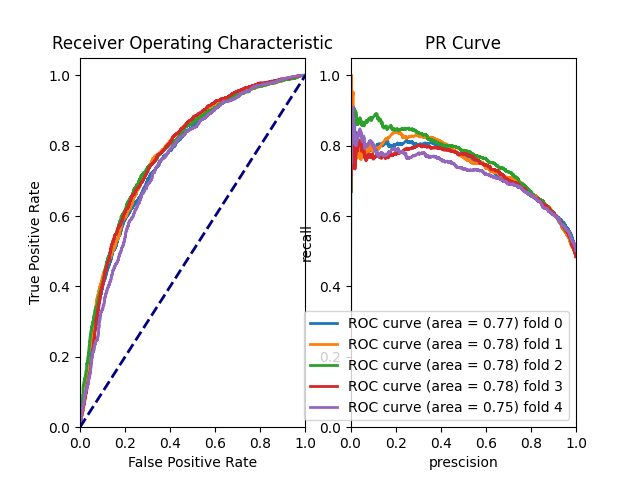 Receiver Operating Characteristic
PR Curve
1.0
0.8
0.6
0.4
0.2
0.0
True Positive Rate
0.0 0.2 0.4 0.6 0.8 1.0
False Positive Rate
1.0
0.8
0.6
0.4
0.2
0.0
recall
ROC curve (area = 0.77) fold 0
ROC curve (area = 0.78) fold 1
ROC curve (area = 0.78) fold 2
ROC curve (area = 0.78) fold 3
ROC curve (area = 0.75) fold 4
0.0 0.2 0.4 0.6 0.8 1.0
prescision